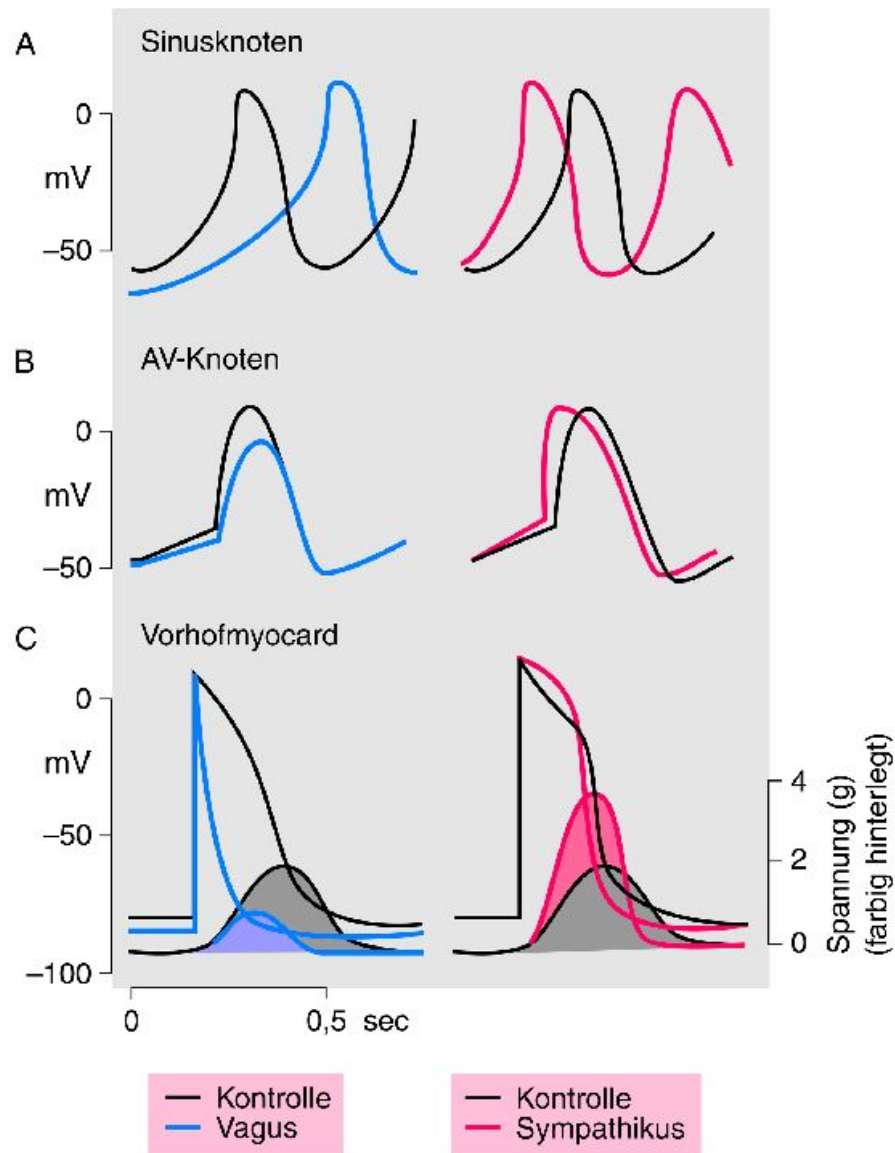 A
Sinusknoten
0
mV
–50
B
AV-Knoten
0
mV
–50
C
Vorhofmyocard
0
mV
–50
–100
4
2
0
Spannung (g)
(farbig hinterlegt)
0
0,5 sec
Kontrolle
Vagus
Kontrolle
Sympathikus